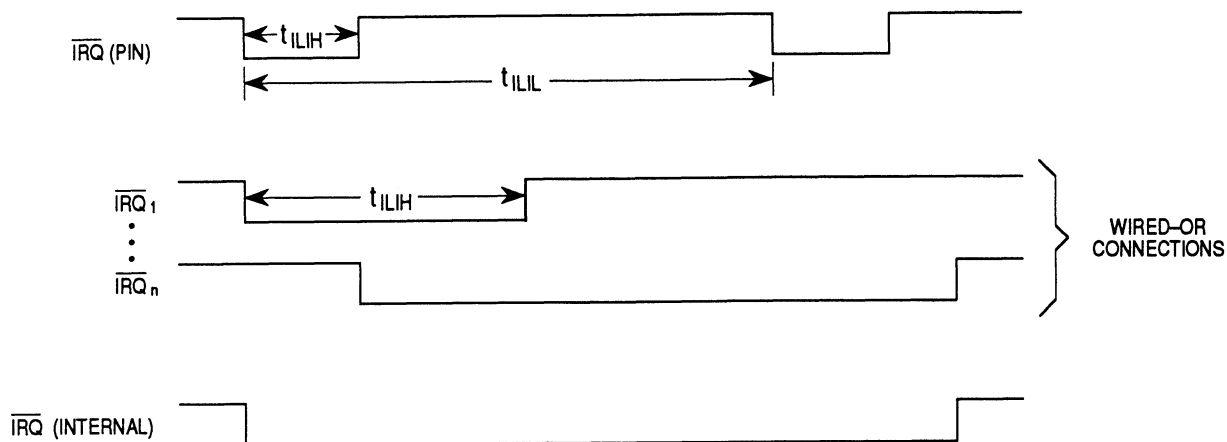 IRQ (PIN)
tILIH
tILIL
IRQ1
tILIH
IRQn
WIRED–OR
CONNECTIONS
IRQ (INTERNAL)